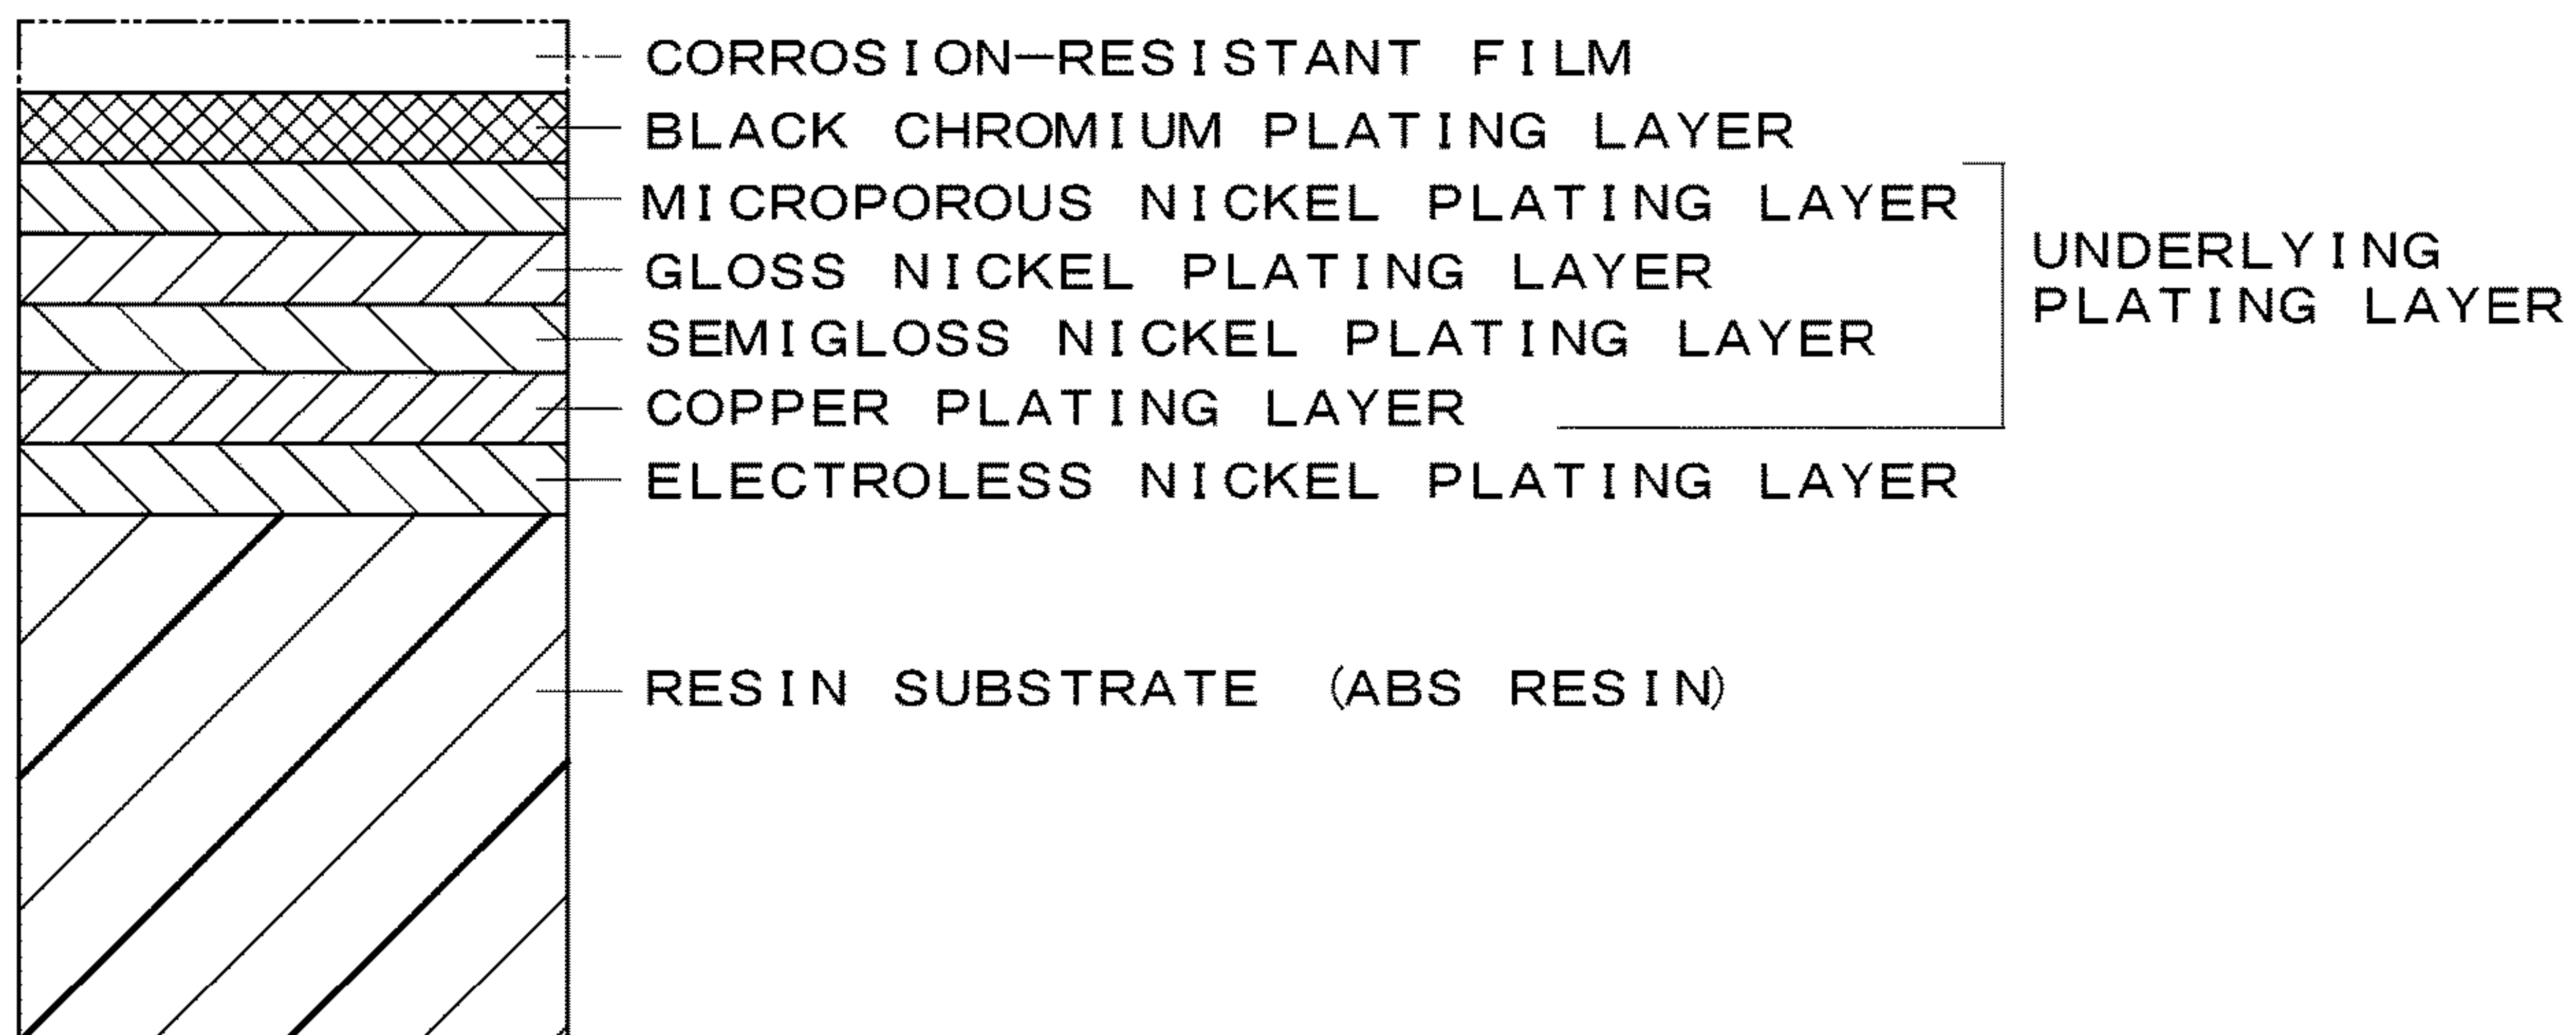 CORROSION-RESISTANT FILM
BLACK CHROMIUM PLATING LAYER
MICROPOROUS NICKEL PLATING LAYER
GLOSS NICKEL PLATING LAYER
SEMIGLOSS NICKEL PLATING LAYER
COPPER PLATING LAYER
ELECTROLESS NICKEL PLATING LAYER
UNDERLYING
PLATING LAYER
RESIN SUBSTRATE (ABS RESIN)